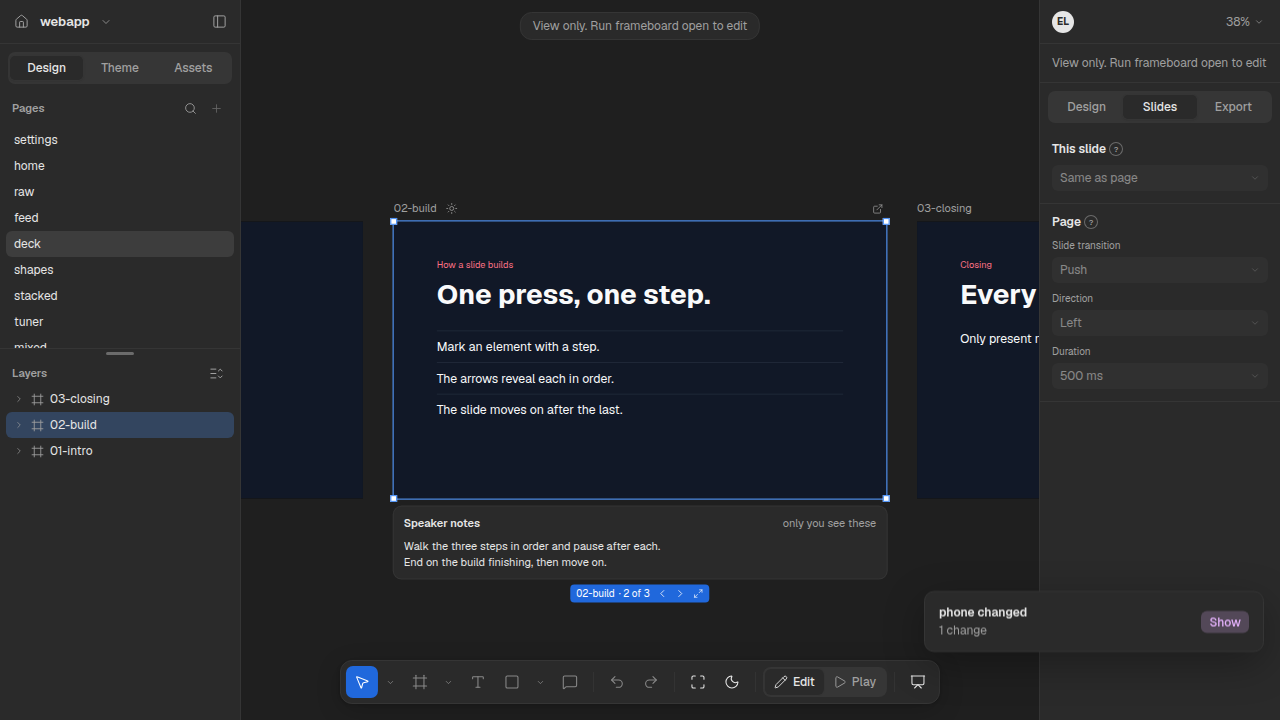 webapp
View only. Run frameboard open to edit
EL
38%
Design
Theme
Assets
View only. Run frameboard open to edit
Pages
settings
home
raw
feed
deck
shapes
stacked
tuner
mixed
Layers
03-closing
02-build
01-intro
02-build
03-closing
How a slide builds
One press, one step.
Mark an element with a step.
The arrows reveal each in order.
The slide moves on after the last.
Closing
Every
Only present
Speaker notes
only you see these
Walk the three steps in order and pause after each.
End on the build finishing, then move on.
02-build · 2 of 3
Edit
Play
Design
Slides
Export
This slide
?
Same as page
Page
?
Slide transition
Push
Direction
Left
Duration
500 ms
phone changed
1 change
Show